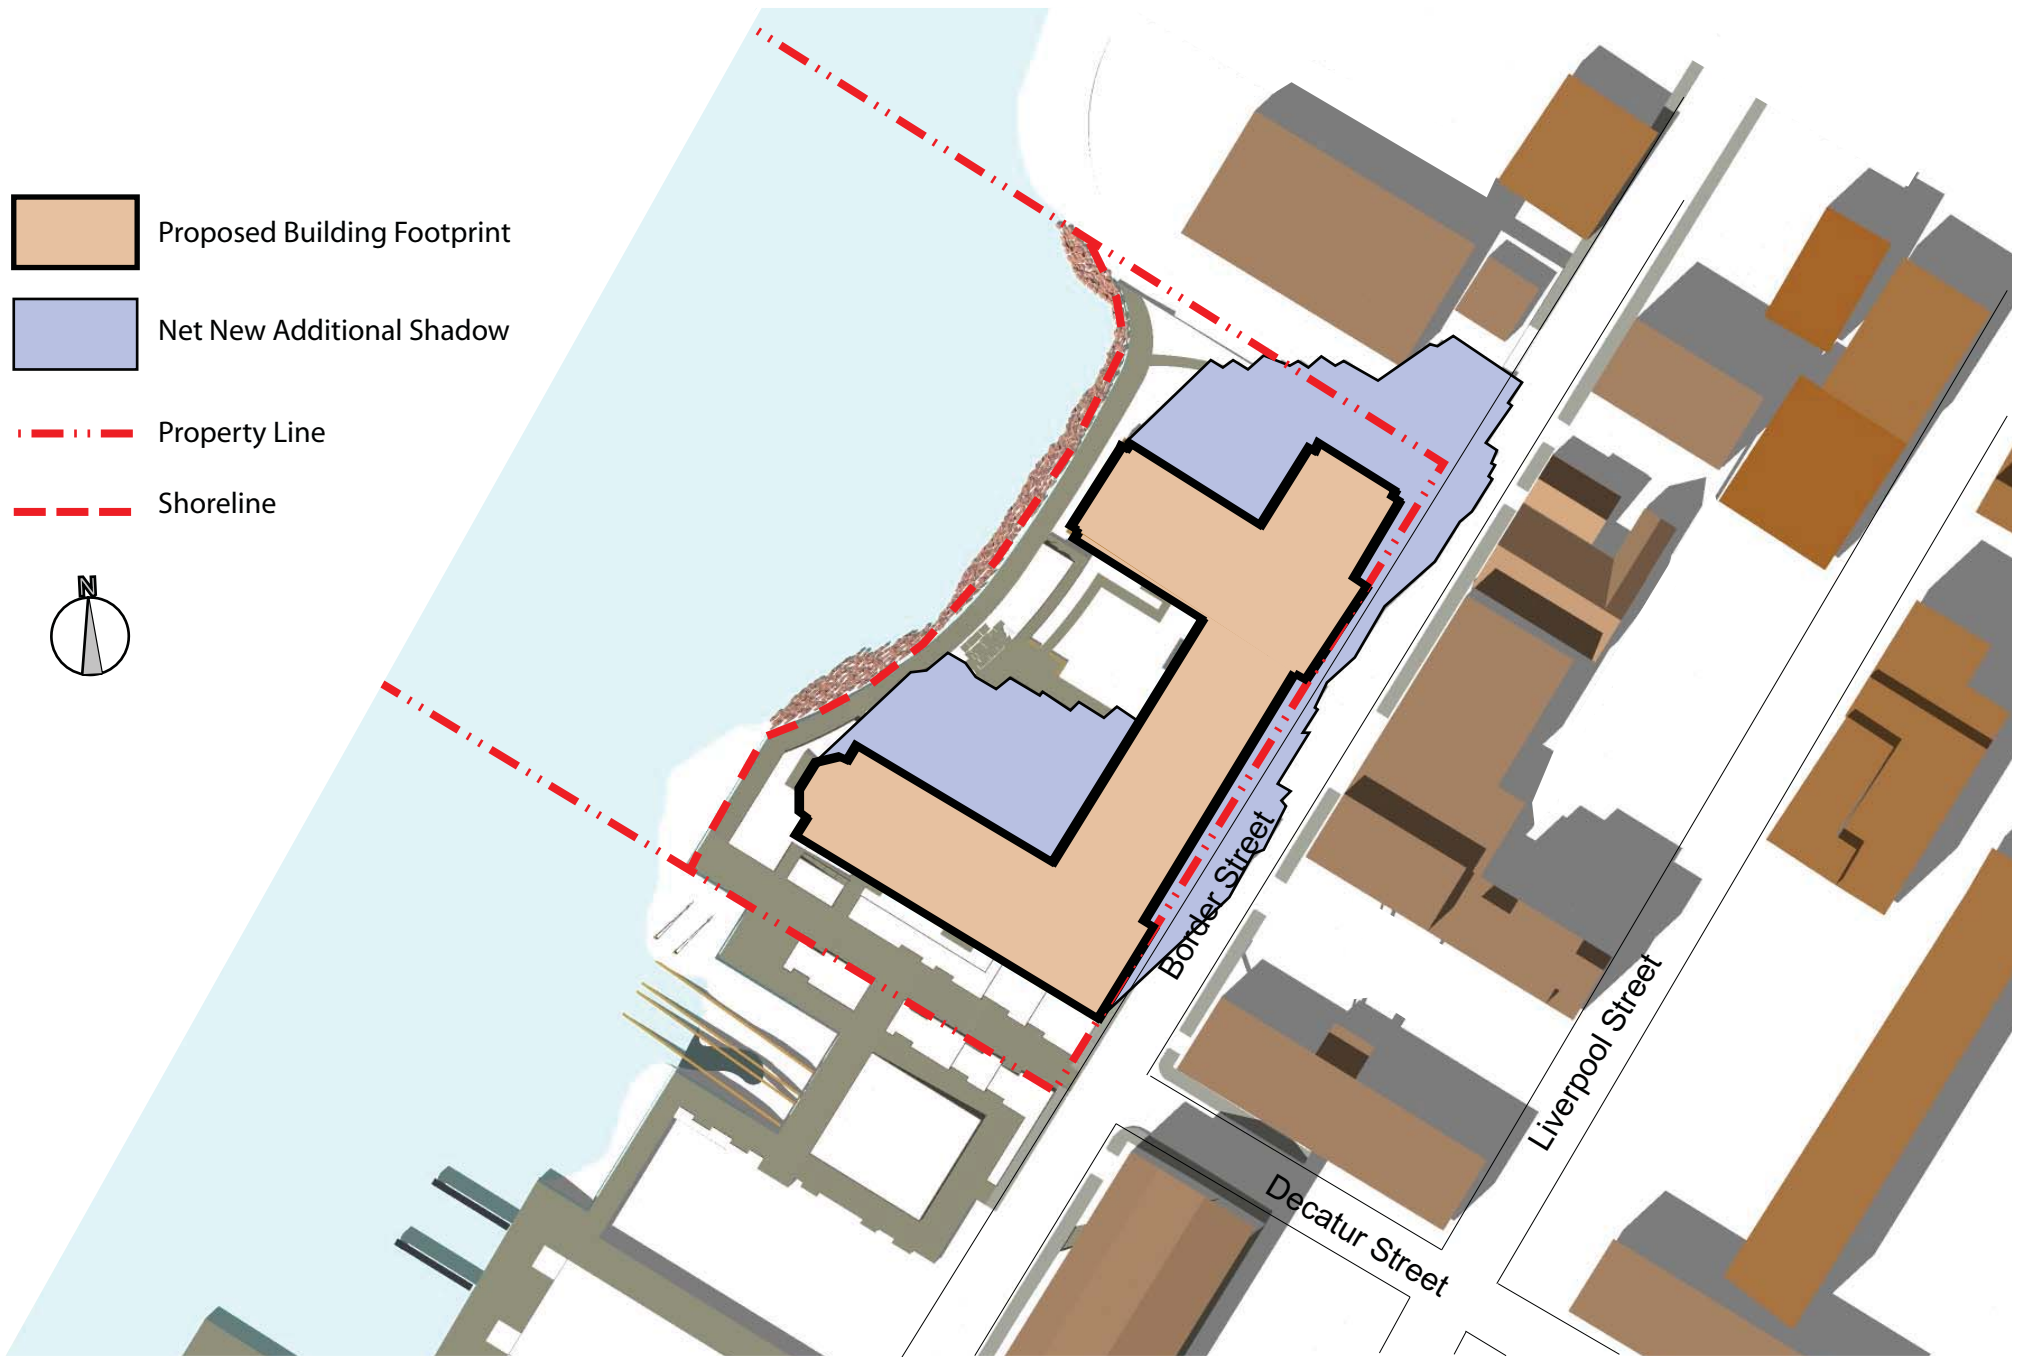 Proposed Building Footprint
Net New Additional Shadow
Property Line
Shoreline
N
Border Street
Liverpool Street
Decatur Street